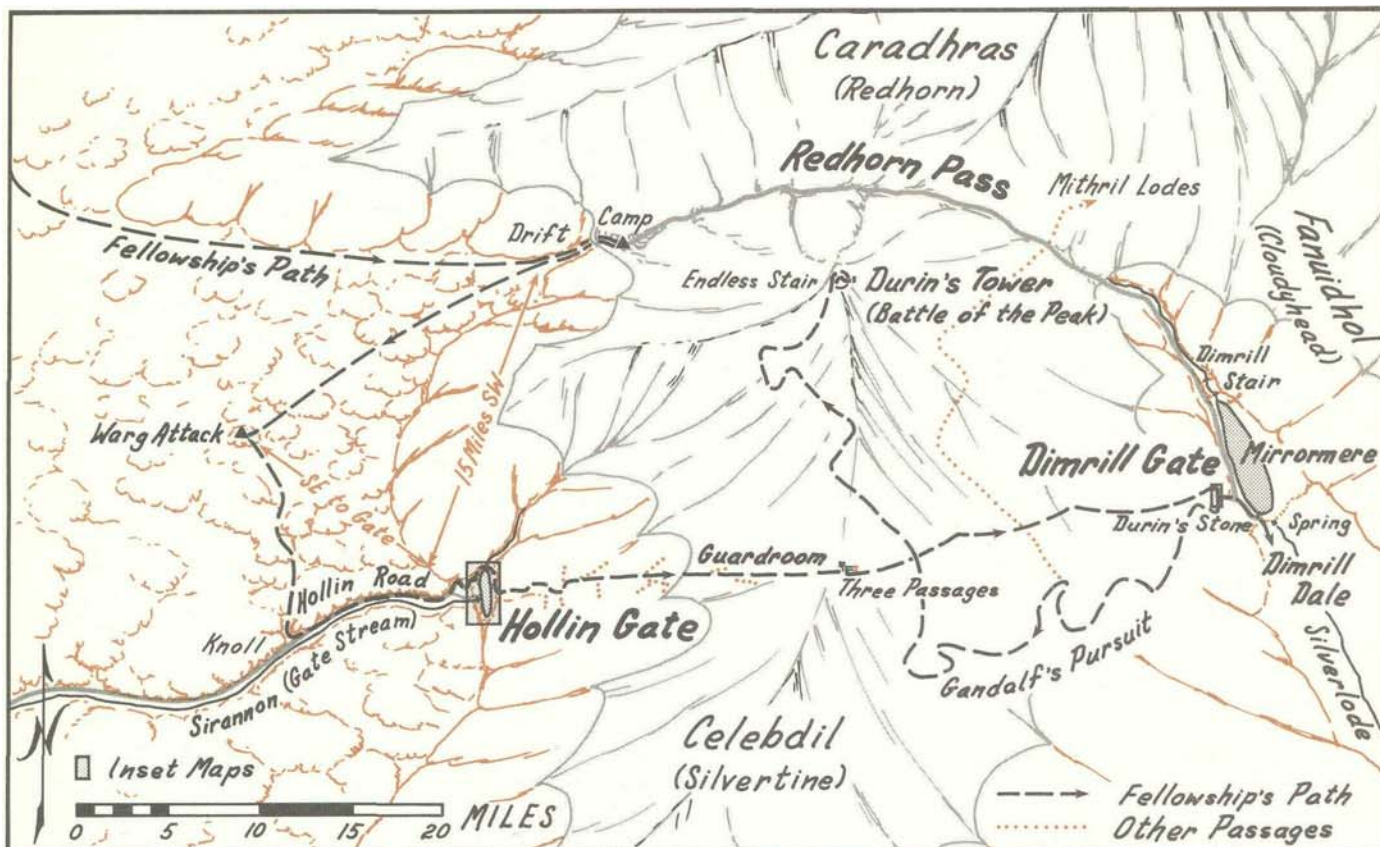 Caradhras
(Redhorn)
Redhorn Pass
Mithril Lodes
Fanuidhol
(Cloudyhead)
Camp
Drift
Fellowship's Path
Endless Stair
Durin's Tower
(Battle of the Peak)
Dimrill
Stair
Warg Attack
15 Miles SW
St. to Gate
Dimrill Gate
Mirrormere
Durin's Stone
Spring
Hollin Road
Guardroom
Three Passages
Dimrill
Dale
Knoll
Hollin Gate
Sirannon (Gate Stream)
Gandalf's Pursuit
Silverlode
N
Celebdil
(Silvertine)
Inset Maps
MILES
0 5 10 15 20
Fellowship's Path
Other Passages